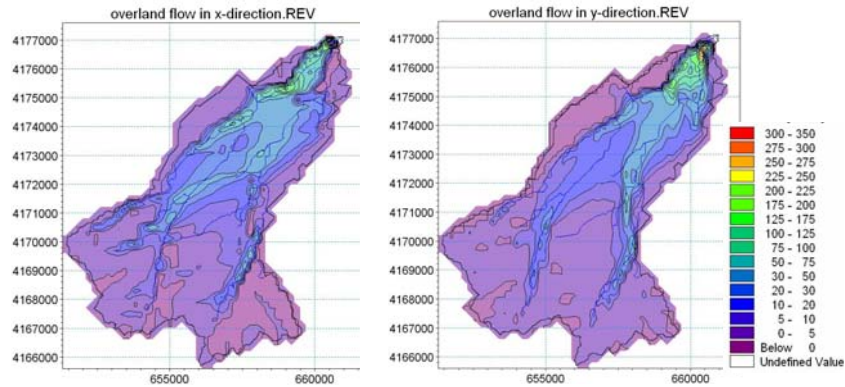 overland flow in x-direction.REV
4177000
4176000
4175000
4174000
4173000
4172000
4171000
4170000
4169000
4168000
4167000
4166000
655000 660000
overland flow in y-direction.REV
4177000
4176000
4175000
4174000
4173000
4172000
4171000
4170000
4169000
4168000
4167000
4166000
655000 660000
300 - 350
275 - 300
250 - 275
225 - 250
200 - 225
175 - 200
125 - 175
100 - 125
75 - 100
50 - 75
30 - 50
20 - 30
10 - 20
5 - 10
0 - 5
Below 0
Undefined Value